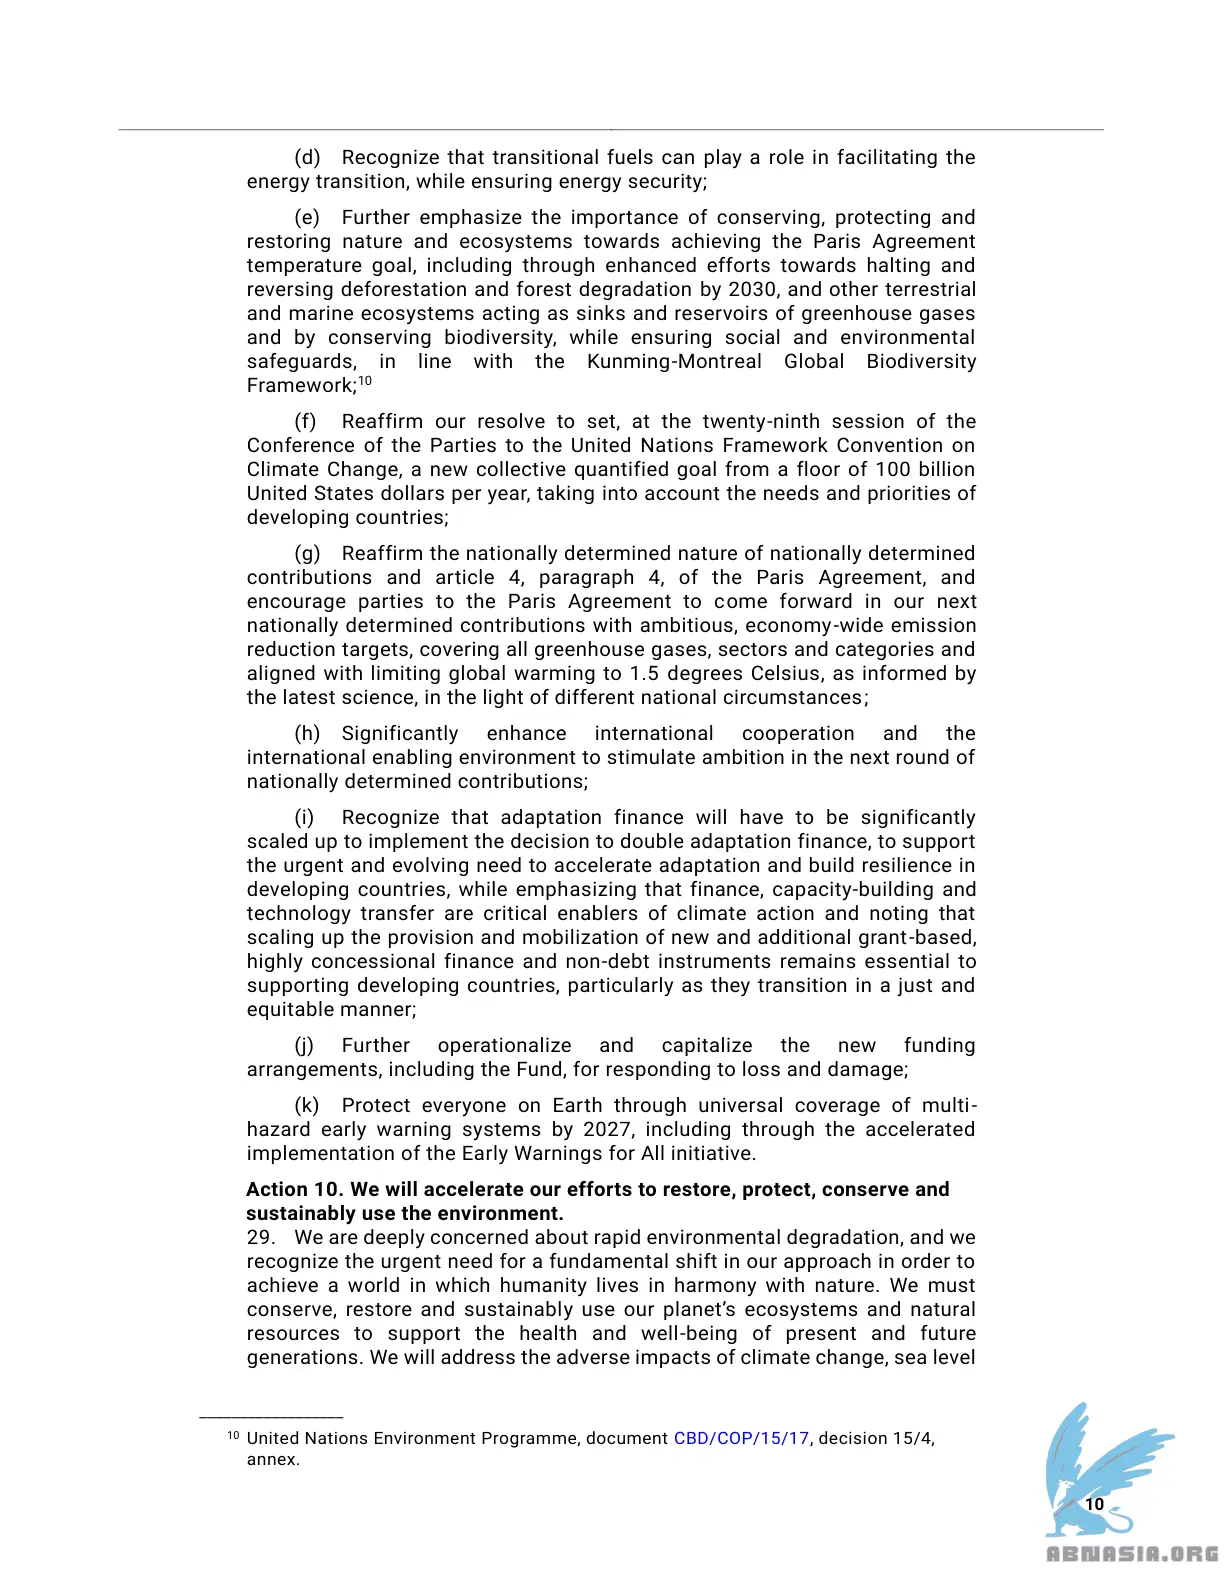 (d) Recognize that transitional fuels can play a role in facilitating the
energy transition, while ensuring energy security;
(e) Further emphasize the importance of conserving, protecting and
restoring nature and ecosystems towards achieving the Paris Agreement
temperature goal, including through enhanced efforts towards halting and
reversing deforestation and forest degradation by 2030, and other terrestrial
and marine ecosystems acting as sinks and reservoirs of greenhouse gases
and by conserving biodiversity, while ensuring social and environmental
safeguards, in line with the Kunming-Montreal Global Biodiversity
Framework;10
(f) Reaffirm our resolve to set, at the twenty-ninth session of the
Conference of the Parties to the United Nations Framework Convention on
Climate Change, a new collective quantified goal from a floor of 100 billion
United States dollars per year, taking into account the needs and priorities of
developing countries;
(g) Reaffirm the nationally determined nature of nationally determined
contributions and article 4, paragraph 4, of the Paris Agreement, and
encourage parties to the Paris Agreement to come forward in our next
nationally determined contributions with ambitious, economy-wide emission
reduction targets, covering all greenhouse gases, sectors and categories and
aligned with limiting global warming to 1.5 degrees Celsius, as informed by
the latest science, in the light of different national circumstances;
(h) Significantly enhance international cooperation and the
international enabling environment to stimulate ambition in the next round of
nationally determined contributions;
(i) Recognize that adaptation finance will have to be significantly
scaled up to implement the decision to double adaptation finance, to support
the urgent and evolving need to accelerate adaptation and build resilience in
developing countries, while emphasizing that finance, capacity-building and
technology transfer are critical enablers of climate action and noting that
scaling up the provision and mobilization of new and additional grant-based,
highly concessional finance and non-debt instruments remains essential to
supporting developing countries, particularly as they transition in a just and
equitable manner;
(j) Further operationalize and capitalize the new funding
arrangements, including the Fund, for responding to loss and damage;
(k) Protect everyone on Earth through universal coverage of multi-
hazard early warning systems by 2027, including through the accelerated
implementation of the Early Warnings for All initiative.
Action 10. We will accelerate our efforts to restore, protect, conserve and
sustainably use the environment.
29. We are deeply concerned about rapid environmental degradation, and we
recognize the urgent need for a fundamental shift in our approach in order to
achieve a world in which humanity lives in harmony with nature. We must
conserve, restore and sustainably use our planet’s ecosystems and natural
resources to support the health and well-being of present and future
generations. We will address the adverse impacts of climate change, sea level
10 United Nations Environment Programme, document CBD/COP/15/17, decision 15/4,
annex.
10
ABNASIA.ORG